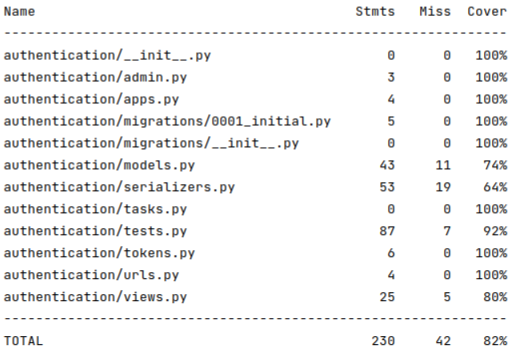 Name Stmts Miss Cover
---------------------------------------------------------------
authentication/__init__.py 0 0 100%
authentication/admin.py 3 0 100%
authentication/apps.py 4 0 100%
authentication/migrations/0001_initial.py 5 0 100%
authentication/migrations/__init__.py 0 0 100%
authentication/models.py 43 11 74%
authentication/serializers.py 53 19 64%
authentication/tasks.py 0 0 100%
authentication/tests.py 87 7 92%
authentication/tokens.py 6 0 100%
authentication/urls.py 4 0 100%
authentication/views.py 25 5 80%
---------------------------------------------------------------
TOTAL 230 42 82%